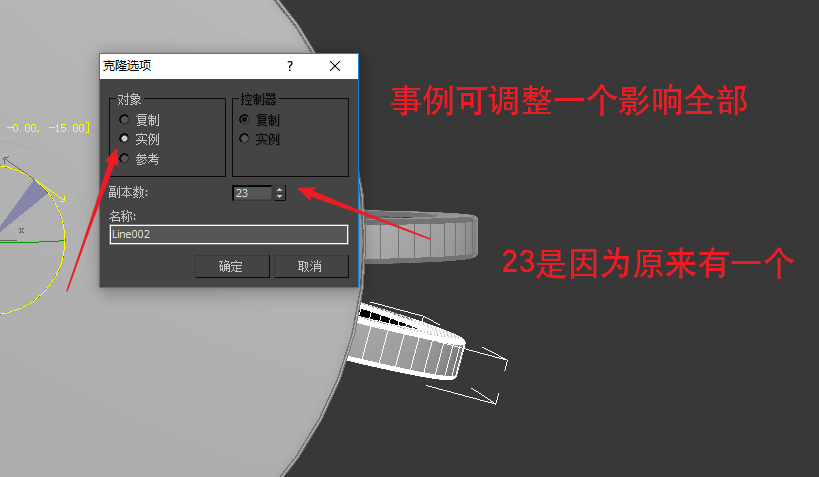 克隆选项
?
事例可调整一个影响全部
对象
控制器
-0.00, -15.00]
复制
复制
实例
实例
参考
副本数:
23
名称:
Line002
x
确定
取消
23是因为原来有一个